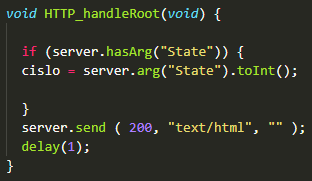 void HTTP_handleRoot(void) {
if (server.hasArg("State")) {
cislo = server.arg("State").toInt();
}
server.send ( 200, "text/html", "" );
delay(1);
}